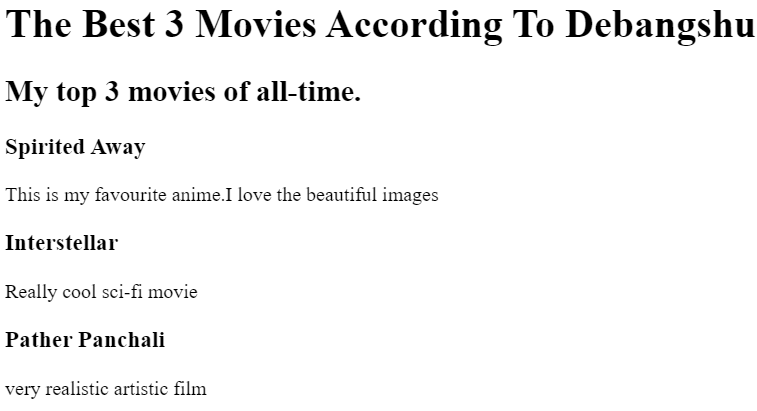 The Best 3 Movies According To Debangshu
My top 3 movies of all-time.
Spirited Away
This is my favourite anime.I love the beautiful images
Interstellar
Really cool sci-fi movie
Pather Panchali
very realistic artistic film